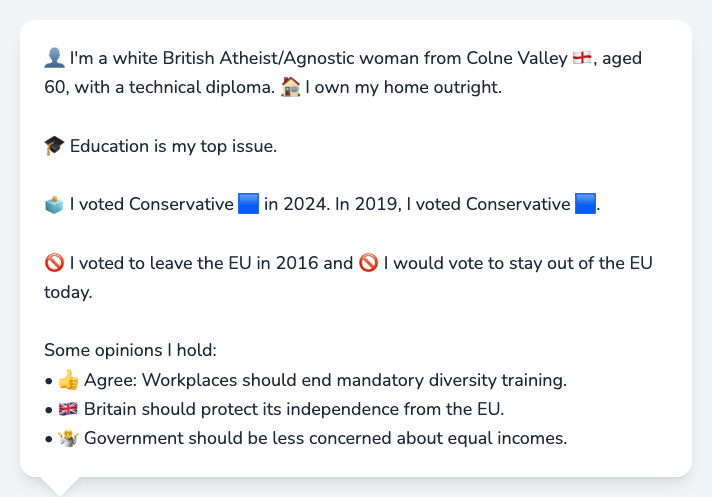 👤 I'm a white British Atheist/Agnostic woman from Colne Valley 🏴󠁧󠁢󠁥󠁮󠁧󠁿, aged
60, with a technical diploma. 🏠 I own my home outright.
🎓 Education is my top issue.
🗳️ I voted Conservative 🟦 in 2024. In 2019, I voted Conservative 🟦.
🚫 I voted to leave the EU in 2016 and 🚫 I would vote to stay out of the EU
today.
Some opinions I hold:
• 👍 Agree: Workplaces should end mandatory diversity training.
• 🇬🇧 Britain should protect its independence from the EU.
• 🤷 Government should be less concerned about equal incomes.